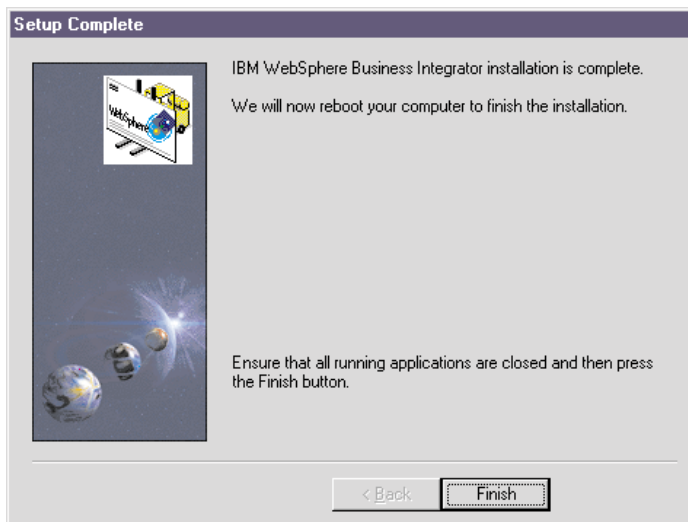 Setup Complete
WebSphere
IBM WebSphere Business Integrator installation is complete.
We will now reboot your computer to finish the installation.
Ensure that all running applications are closed and then press
the Finish button.
< Back
Finish